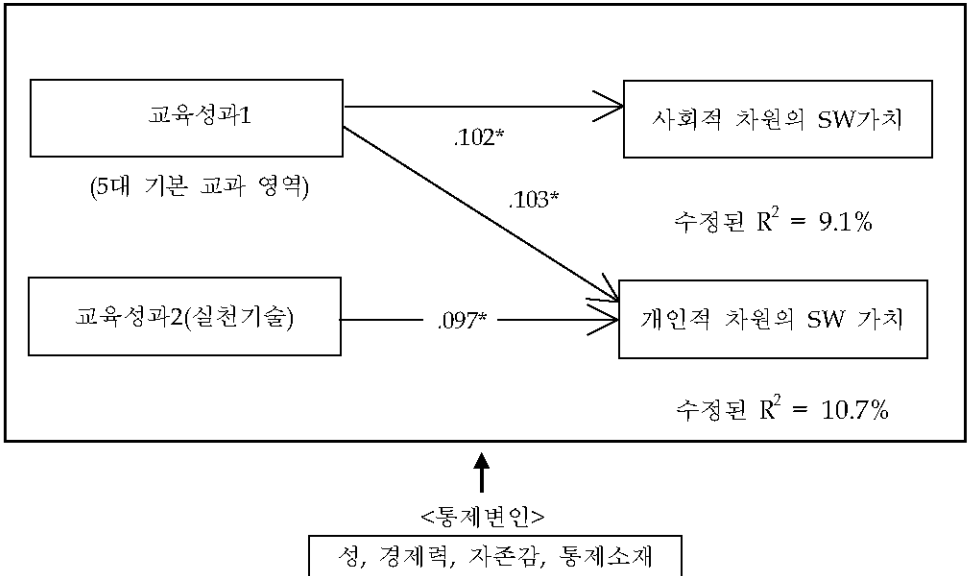 교육성과1
사회적 차원의 SW가치
.102*
(5대 기본 교과 영역)
.103*
수정된 R² = 9.1%
교육성과2(실천기술)
.097*
개인적 차원의 SW 가치
수정된 R² = 10.7%
<통제변인>
성, 경제력, 자존감, 통제소재